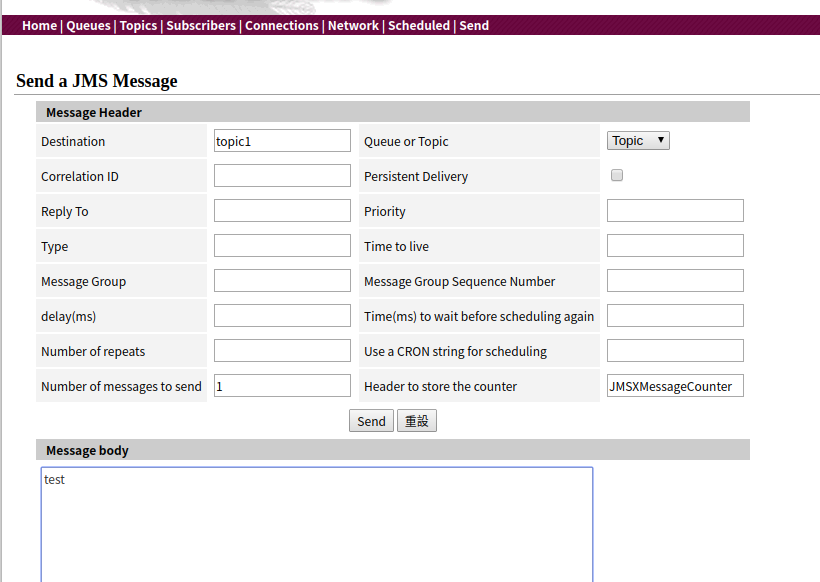 Home | Queues | Topics | Subscribers | Connections | Network | Scheduled | Send
Send a JMS Message
Message Header
Destination topic1 Queue or Topic Topic
Correlation ID Persistent Delivery
Reply To Priority
Type Time to live
Message Group Message Group Sequence Number
delay(ms) Time(ms) to wait before scheduling again
Number of repeats Use a CRON string for scheduling
Number of messages to send 1 Header to store the counter JMSXMessageCounter
Send 重設
Message body
test